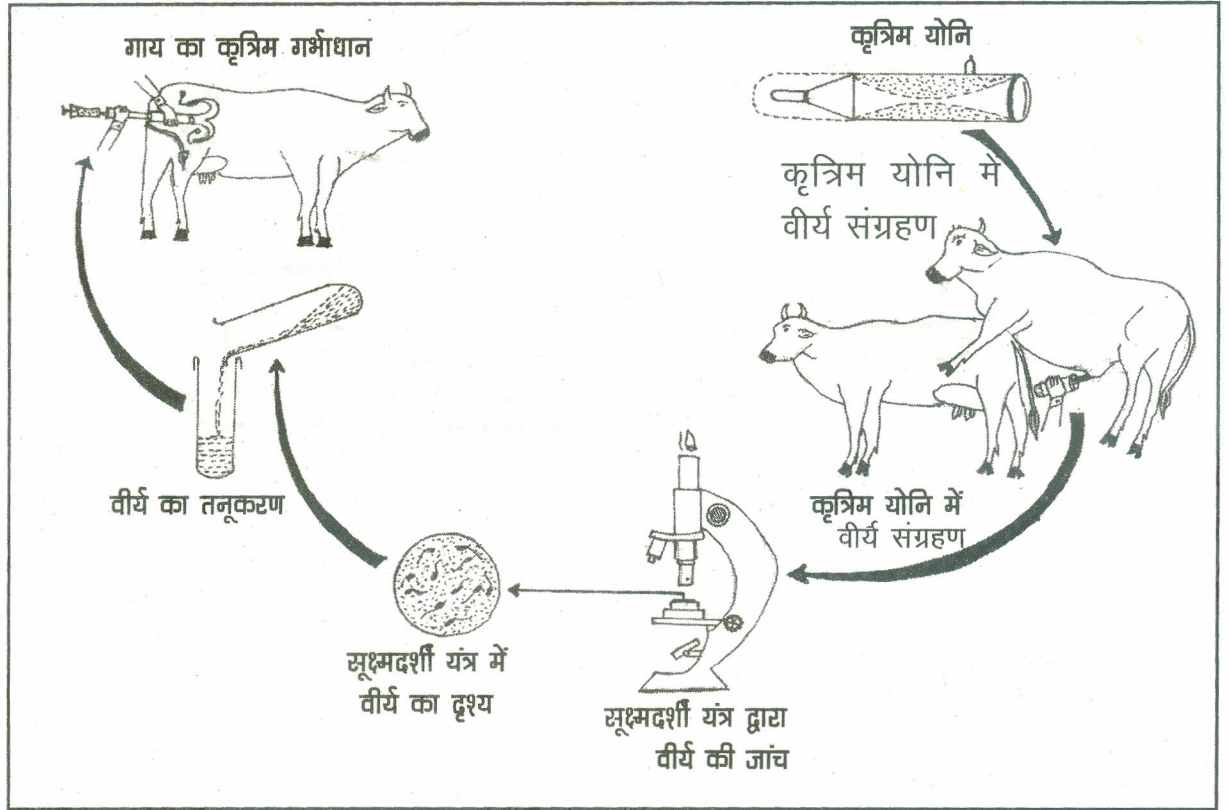 गाय का कृत्रिम गर्भाधान
कृत्रिम योनि
कृत्रिम योनि में
वीर्य संग्रहण
कृत्रिम योनि में
वीर्य संग्रहण
सूक्ष्मदर्शी यंत्र द्वारा
वीर्य की जांच
सूक्ष्मदर्शी यंत्र में
वीर्य का दृश्य
वीर्य का तनूकरण